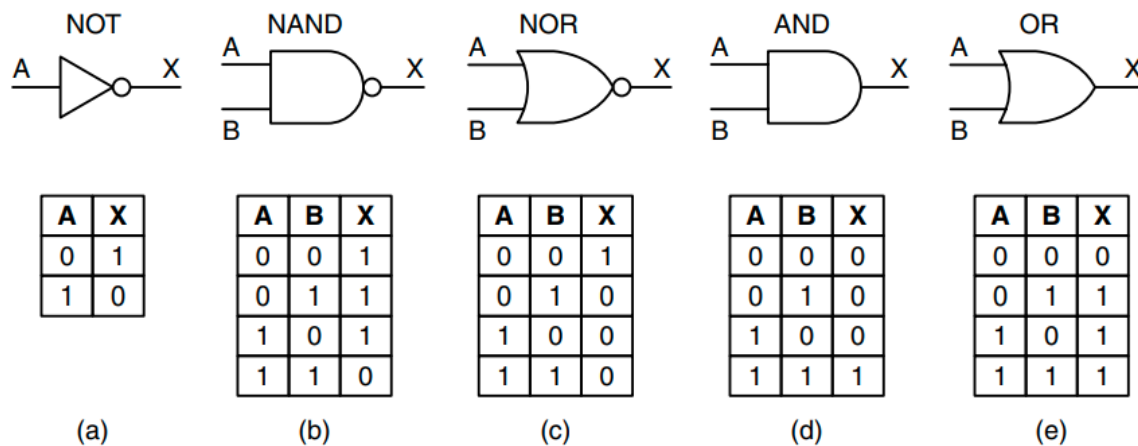 NOT NAND NOR AND OR
A X A B X A B X A B X A B X
A X
0 1
1 0
A B X
0 0 1
0 1 1
1 0 1
1 1 0
A B X
0 0 1
0 1 0
1 0 0
1 1 0
A B X
0 0 0
0 1 0
1 0 0
1 1 1
A B X
0 0 0
0 1 1
1 0 1
1 1 1
(a) (b) (c) (d) (e)